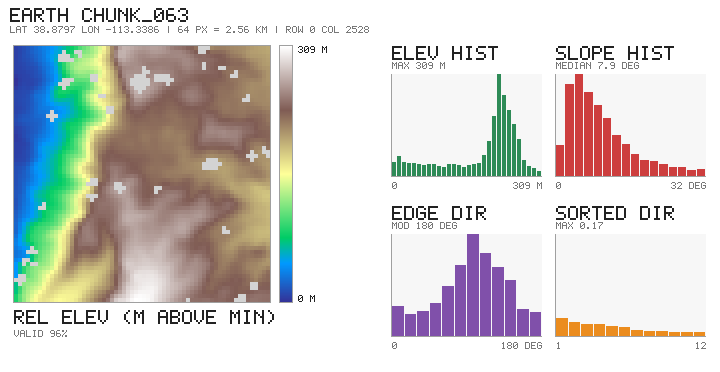 EARTH CHUNK_063
LAT 38.8797 LON -113.3386 | 64 PX = 2.56 KM | ROW 0 COL 2528
309 M
0 M
REL ELEV (M ABOVE MIN)
VALID 96%
ELEV HIST
MAX 309 M
0 309 M
SLOPE HIST
MEDIAN 7.9 DEG
0 32 DEG
EDGE DIR
MOD 180 DEG
0 180 DEG
SORTED DIR
MAX 0.17
1 12